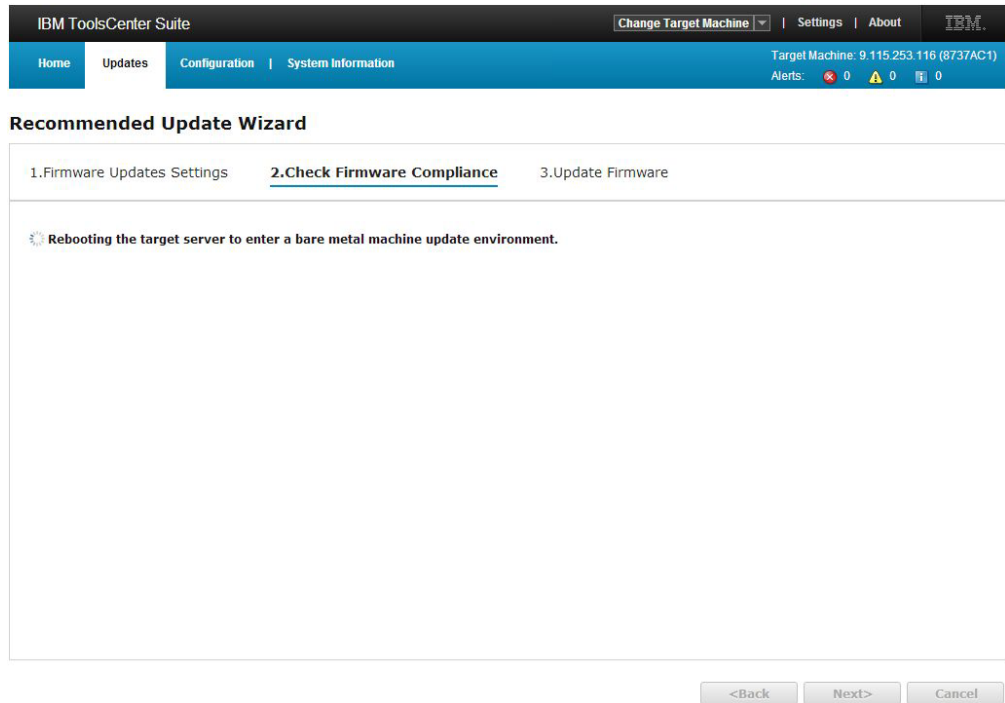 IBM ToolsCenter Suite
Change Target Machine | Settings | About IBM.
Home Updates Configuration | System Information
Target Machine: 9.115.253.116 (8737AC1)
Alerts: 0 0 0
Recommended Update Wizard
1.Firmware Updates Settings 2.Check Firmware Compliance 3.Update Firmware
Rebooting the target server to enter a bare metal machine update environment.
<Back Next> Cancel